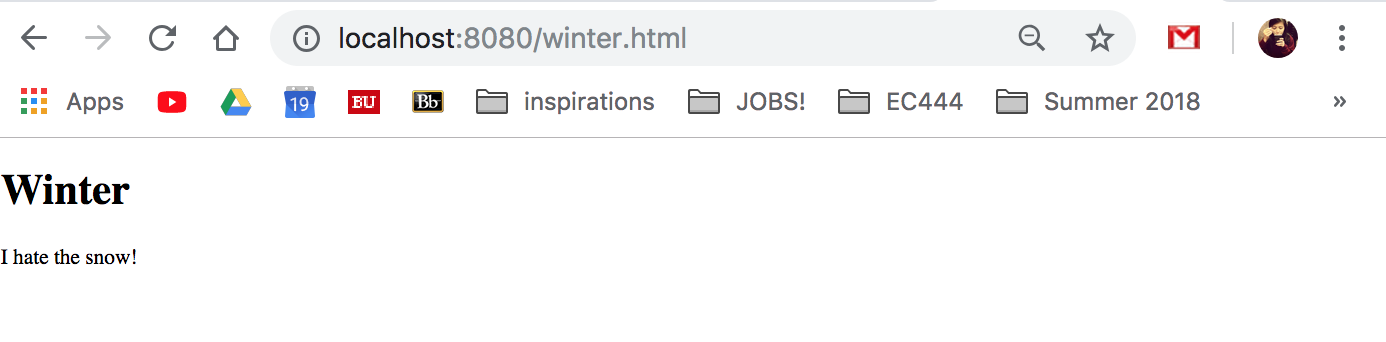 localhost:8080/winter.html
Apps 19 BU Bb inspirations JOBS! EC444 Summer 2018 »
Winter
I hate the snow!